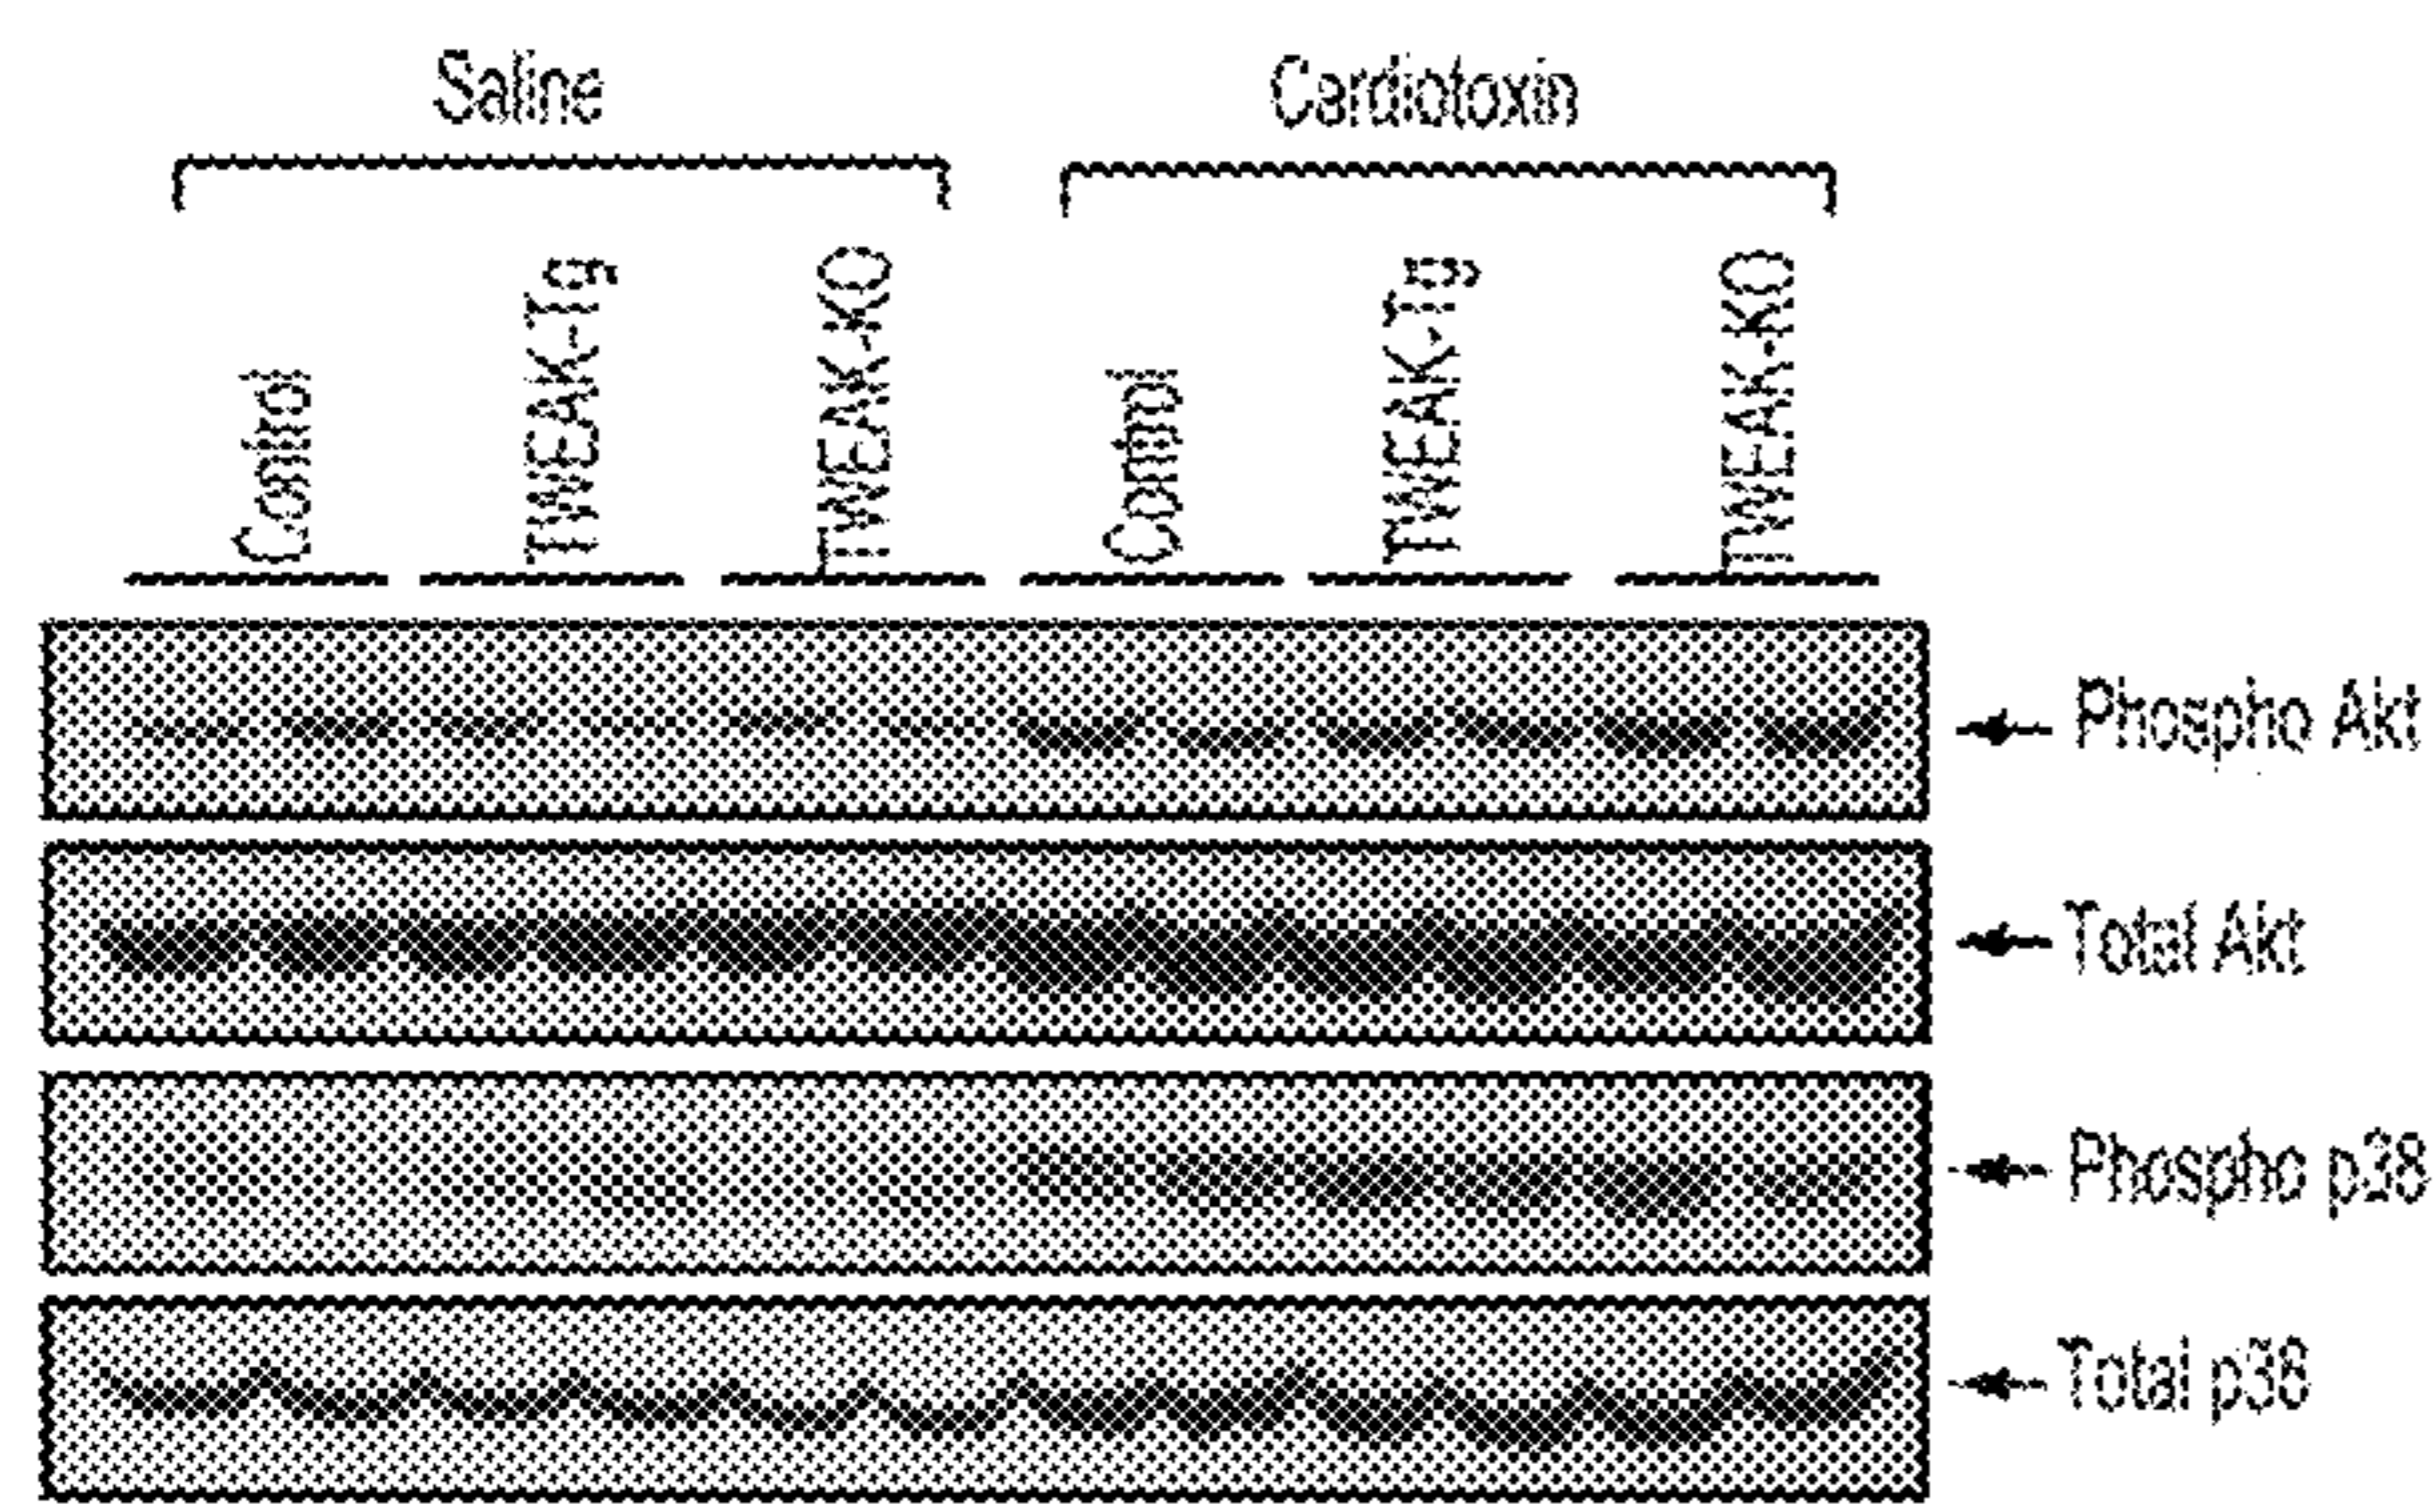 Saline
Cardiotoxin
Control
TWEAK-Tg
TWEAK-KO
Control
TWEAK-Tg
TWEAK-KO
Phospho Akt
Total Akt
Phospho p38
Total p38